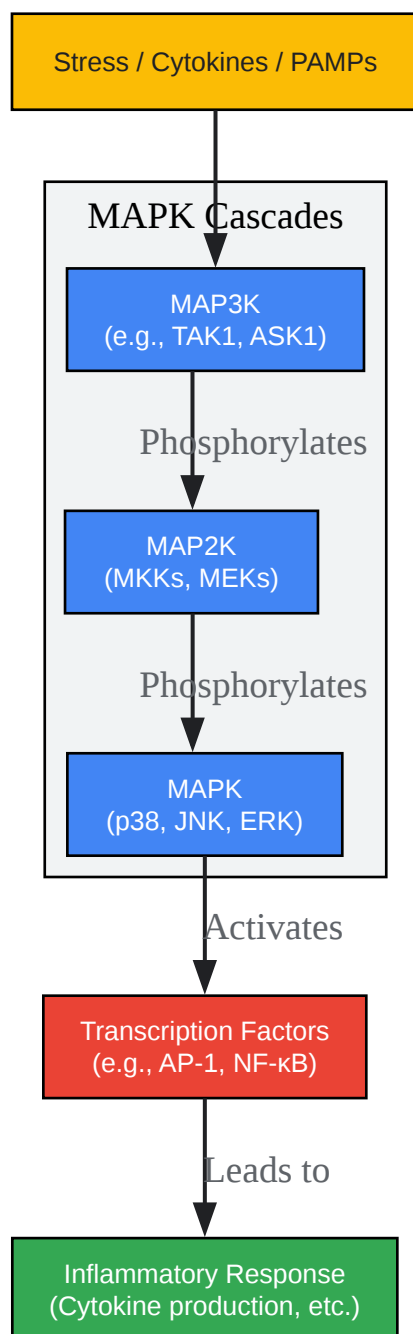 Stress / Cytokines / PAMPs
MAPK Cascades
MAP3K
(e.g., TAK1, ASK1)
Phosphorylates
MAP2K
(MKKs, MEKs)
Phosphorylates
MAPK
(p38, JNK, ERK)
Activates
Transcription Factors
(e.g., AP-1, NF-κB)
Leads to
Inflammatory Response
(Cytokine production, etc.)